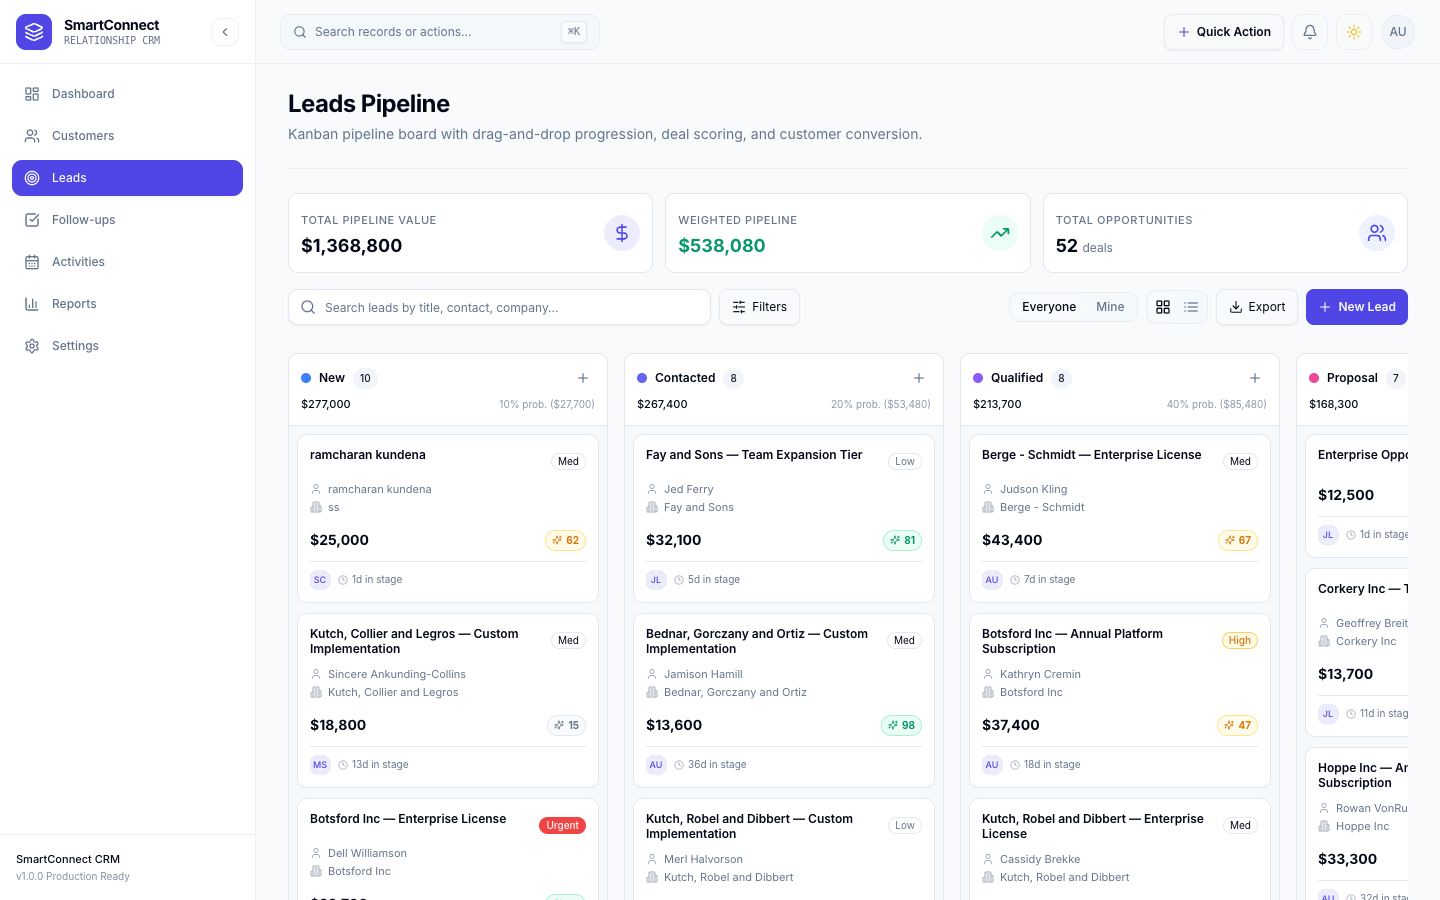 SmartConnect
RELATIONSHIP CRM
Search records or actions...
⌘K
Quick Action
AU
Dashboard
Customers
Leads
Follow-ups
Activities
Reports
Settings
SmartConnect CRM
v1.0.0 Production Ready
Leads Pipeline
Kanban pipeline board with drag-and-drop progression, deal scoring, and customer conversion.
TOTAL PIPELINE VALUE
$1,368,800
WEIGHTED PIPELINE
$538,080
TOTAL OPPORTUNITIES
52 deals
Search leads by title, contact, company...
Filters
Everyone
Mine
Export
New Lead
New 10
$277,000
10% prob. ($27,700)
ramcharan kundena
Med
ramcharan kundena
ss
$25,000
62
SC
1d in stage
Kutch, Collier and Legros — Custom
Implementation
Med
Sincere Ankunding-Collins
Kutch, Collier and Legros
$18,800
15
MS
13d in stage
Botsford Inc — Enterprise License
Urgent
Dell Williamson
Botsford Inc
Contacted 8
$267,400
20% prob. ($53,480)
Fay and Sons — Team Expansion Tier
Low
Jed Ferry
Fay and Sons
$32,100
81
JL
5d in stage
Bednar, Gorczany and Ortiz — Custom
Implementation
Med
Jamison Hamill
Bednar, Gorczany and Ortiz
$13,600
98
AU
36d in stage
Kutch, Robel and Dibbert — Custom
Implementation
Low
Merl Halvorson
Kutch, Robel and Dibbert
Qualified 8
$213,700
40% prob. ($85,480)
Berge - Schmidt — Enterprise License
Med
Judson Kling
Berge - Schmidt
$43,400
67
AU
7d in stage
Botsford Inc — Annual Platform
Subscription
High
Kathryn Cremin
Botsford Inc
$37,400
47
AU
18d in stage
Kutch, Robel and Dibbert — Enterprise
License
Med
Cassidy Brekke
Kutch, Robel and Dibbert
Proposal 7
$168,300
Enterprise
$12,500
JL
1d in stage
Corkery Inc —
Geoffrey
Corkery Inc
$13,700
JL
11d in
Hoppe Inc —
Subscription
Rowan
Hoppe Inc
$33,300
AU
32d in